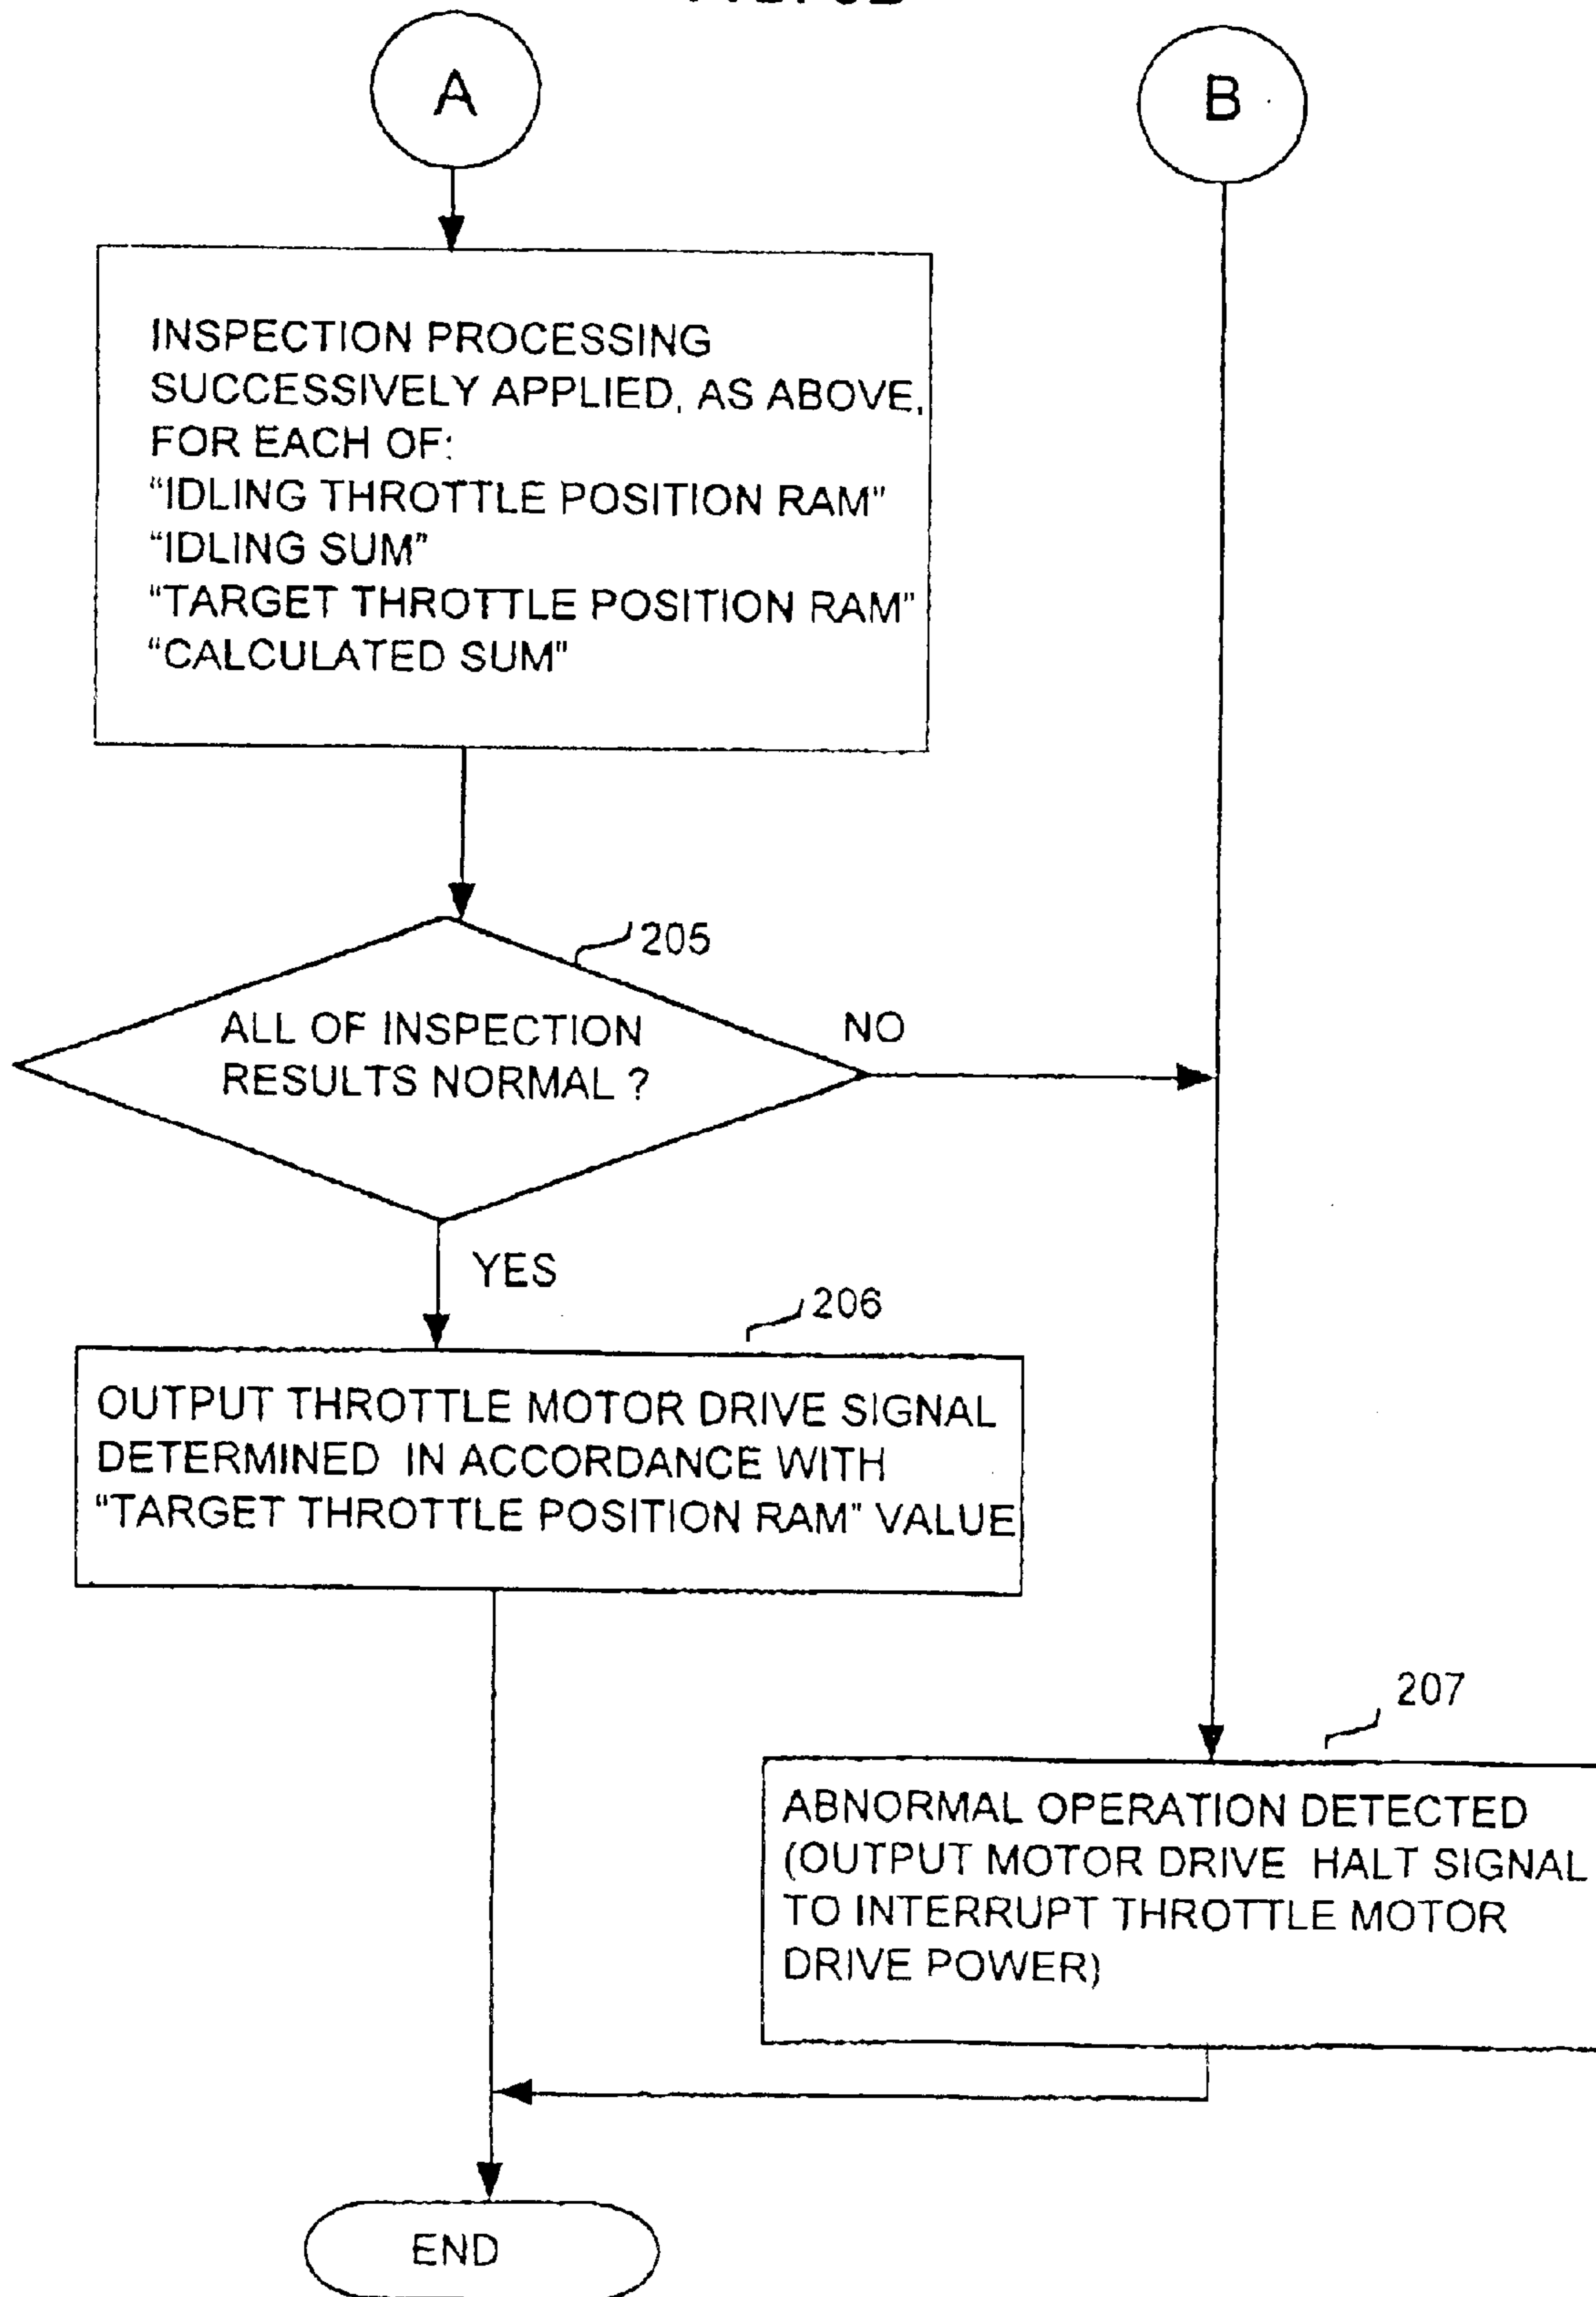 A
B
INSPECTION PROCESSING
SUCCESSIVELY APPLIED, AS ABOVE,
FOR EACH OF:
“IDLING THROTTLE POSITION RAM”
“IDLING SUM”
“TARGET THROTTLE POSITION RAM”
“CALCULATED SUM”
205
ALL OF INSPECTION
RESULTS NORMAL ?
NO
YES
206
OUTPUT THROTTLE MOTOR DRIVE SIGNAL
DETERMINED IN ACCORDANCE WITH
“TARGET THROTTLE POSITION RAM” VALUE
207
ABNORMAL OPERATION DETECTED
(OUTPUT MOTOR DRIVE HALT SIGNAL
TO INTERRUPT THROTTLE MOTOR
DRIVE POWER)
END